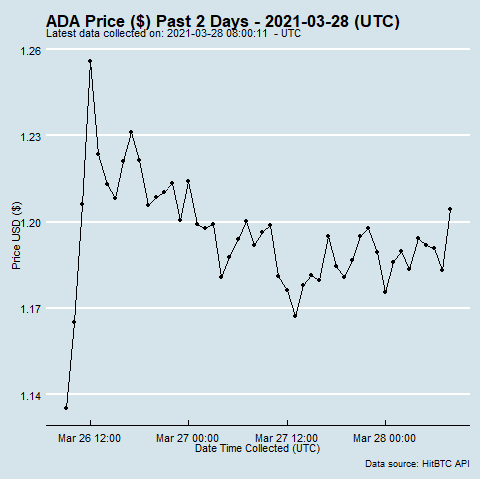 ADA Price ($) Past 2 Days - 2021-03-28 (UTC)
Latest data collected on: 2021-03-28 08:00:11  - UTC
1.26
1.23
1.20
1.17
1.14
Price USD ($)
Mar 26 12:00
Mar 27 00:00
Mar 27 12:00
Mar 28 00:00
Date Time Collected (UTC)
Data source: HitBTC API